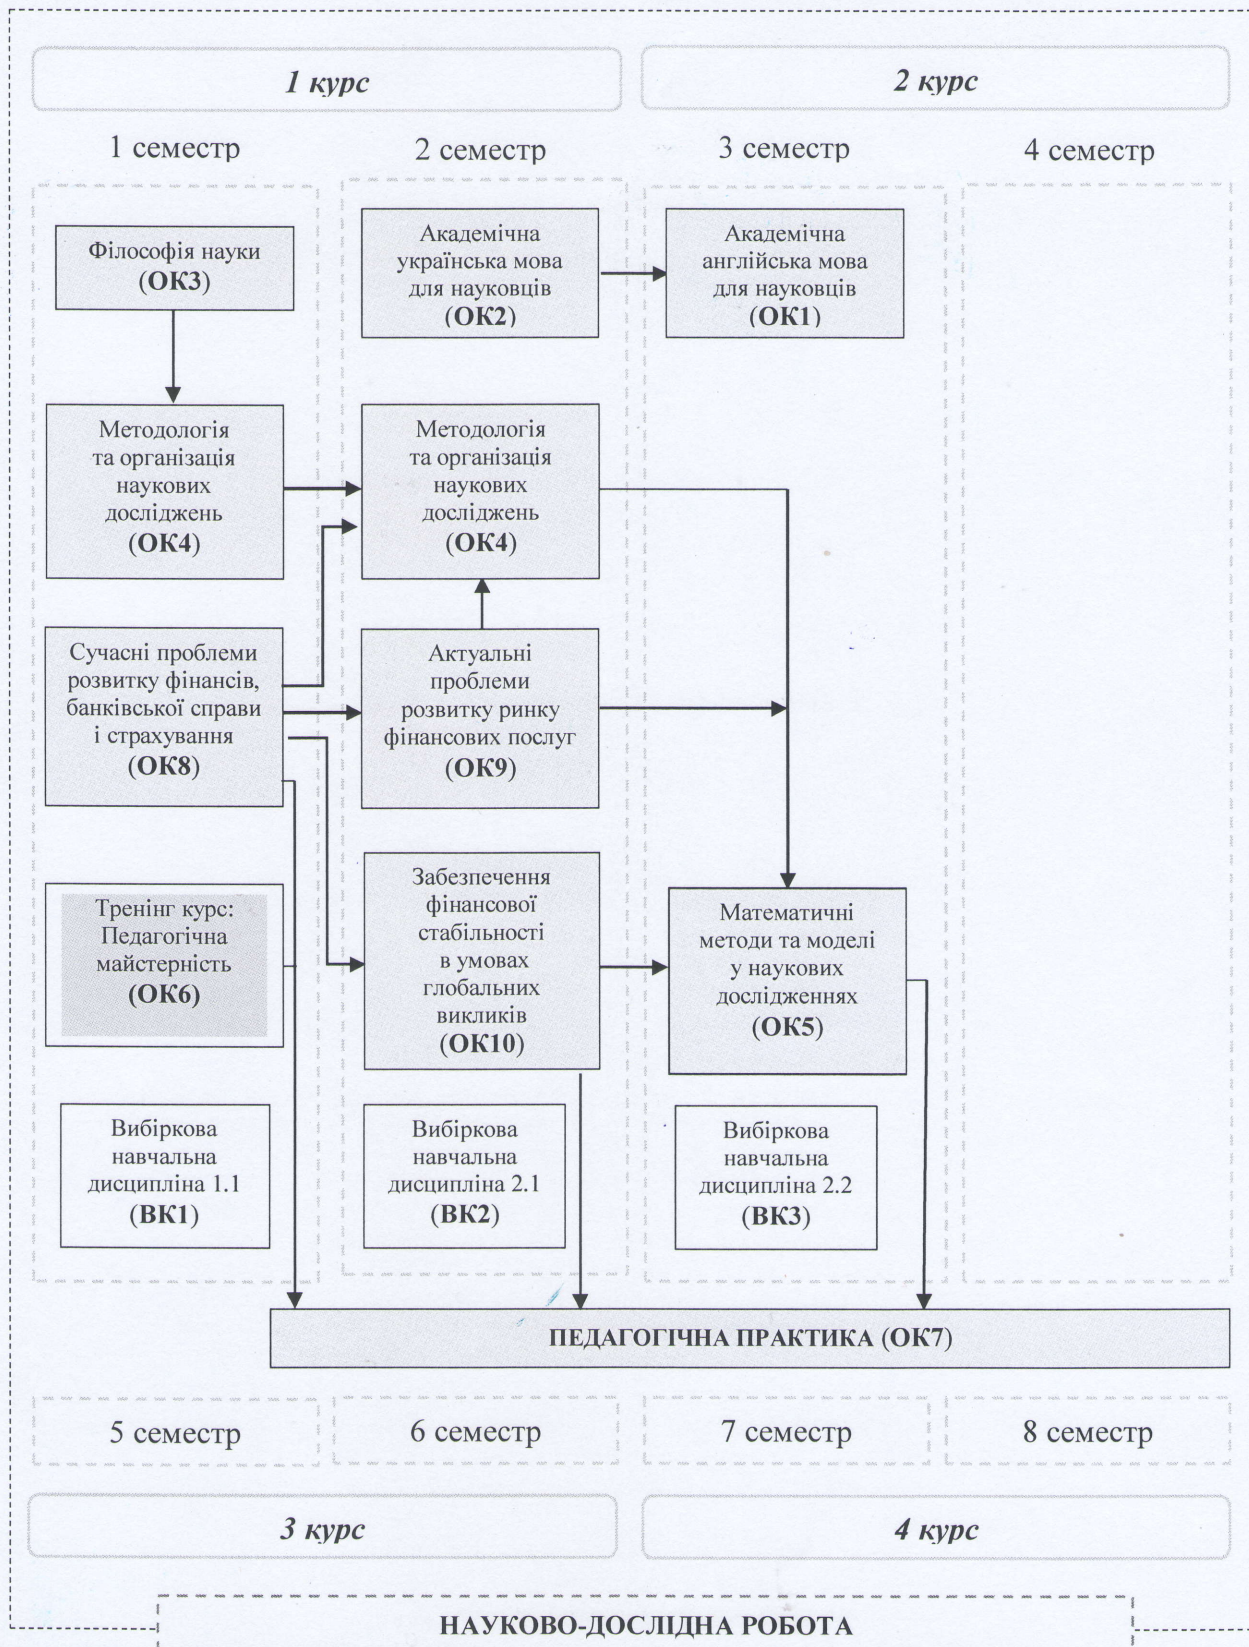 1 курс
2 курс
1 семестр
2 семестр
3 семестр
4 семестр
Філософія науки
(ОК3)
Академічна
українська мова
для науковців
(ОК2)
Академічна
англійська мова
для науковців
(ОК1)
Методологія
та організація
наукових
досліджень
(ОК4)
Методологія
та організація
наукових
досліджень
(ОК4)
Сучасні проблеми
розвитку фінансів,
банківської справи
і страхування
(ОК8)
Актуальні
проблеми
розвитку ринку
фінансових послуг
(ОК9)
Тренінг курс:
Педагогічна
майстерність
(ОК6)
Забезпечення
фінансової
стабільності
в умовах
глобальних
викликів
(ОК10)
Математичні
методи та моделі
у наукових
дослідженнях
(ОК5)
Вибіркова
навчальна
дисципліна 1.1
(ВК1)
Вибіркова
навчальна
дисципліна 2.1
(ВК2)
Вибіркова
навчальна
дисципліна 2.2
(ВК3)
ПЕДАГОГІЧНА ПРАКТИКА (ОК7)
5 семестр
6 семестр
7 семестр
8 семестр
3 курс
4 курс
НАУКОВО-ДОСЛІДНА РОБОТА